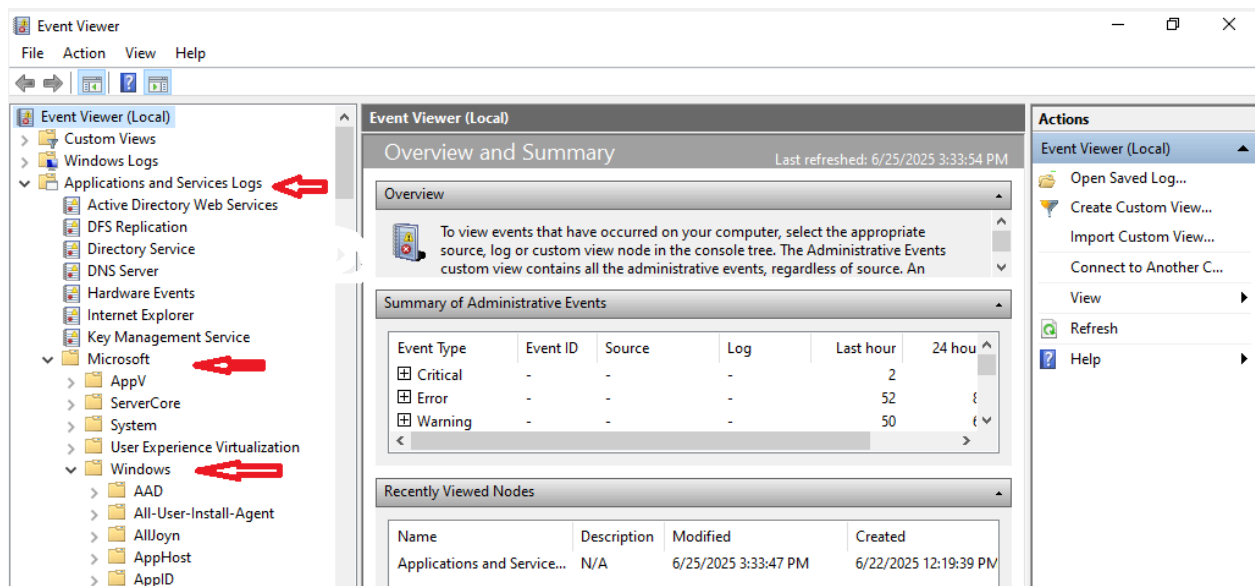 Event Viewer
File Action View Help
Event Viewer (Local)
Custom Views
Windows Logs
Applications and Services Logs
Active Directory Web Services
DFS Replication
Directory Service
DNS Server
Hardware Events
Internet Explorer
Key Management Service
Microsoft
AppV
ServerCore
System
User Experience Virtualization
Windows
AAD
All-User-Install-Agent
AllJoyn
AppHost
AppID
Event Viewer (Local)
Overview and Summary Last refreshed: 6/25/2025 3:33:54 PM
Overview
To view events that have occurred on your computer, select the appropriate
source, log or custom view node in the console tree. The Administrative Events
custom view contains all the administrative events, regardless of source. An
Summary of Administrative Events
Event Type Event ID Source Log Last hour 24 hou
Critical - - - 2
Error - - - 52
Warning - - - 50
Recently Viewed Nodes
Name Description Modified Created
Applications and Service... N/A 6/25/2025 3:33:47 PM 6/22/2025 12:19:39 PM
Actions
Event Viewer (Local)
Open Saved Log...
Create Custom View...
Import Custom View...
Connect to Another C...
View
Refresh
Help